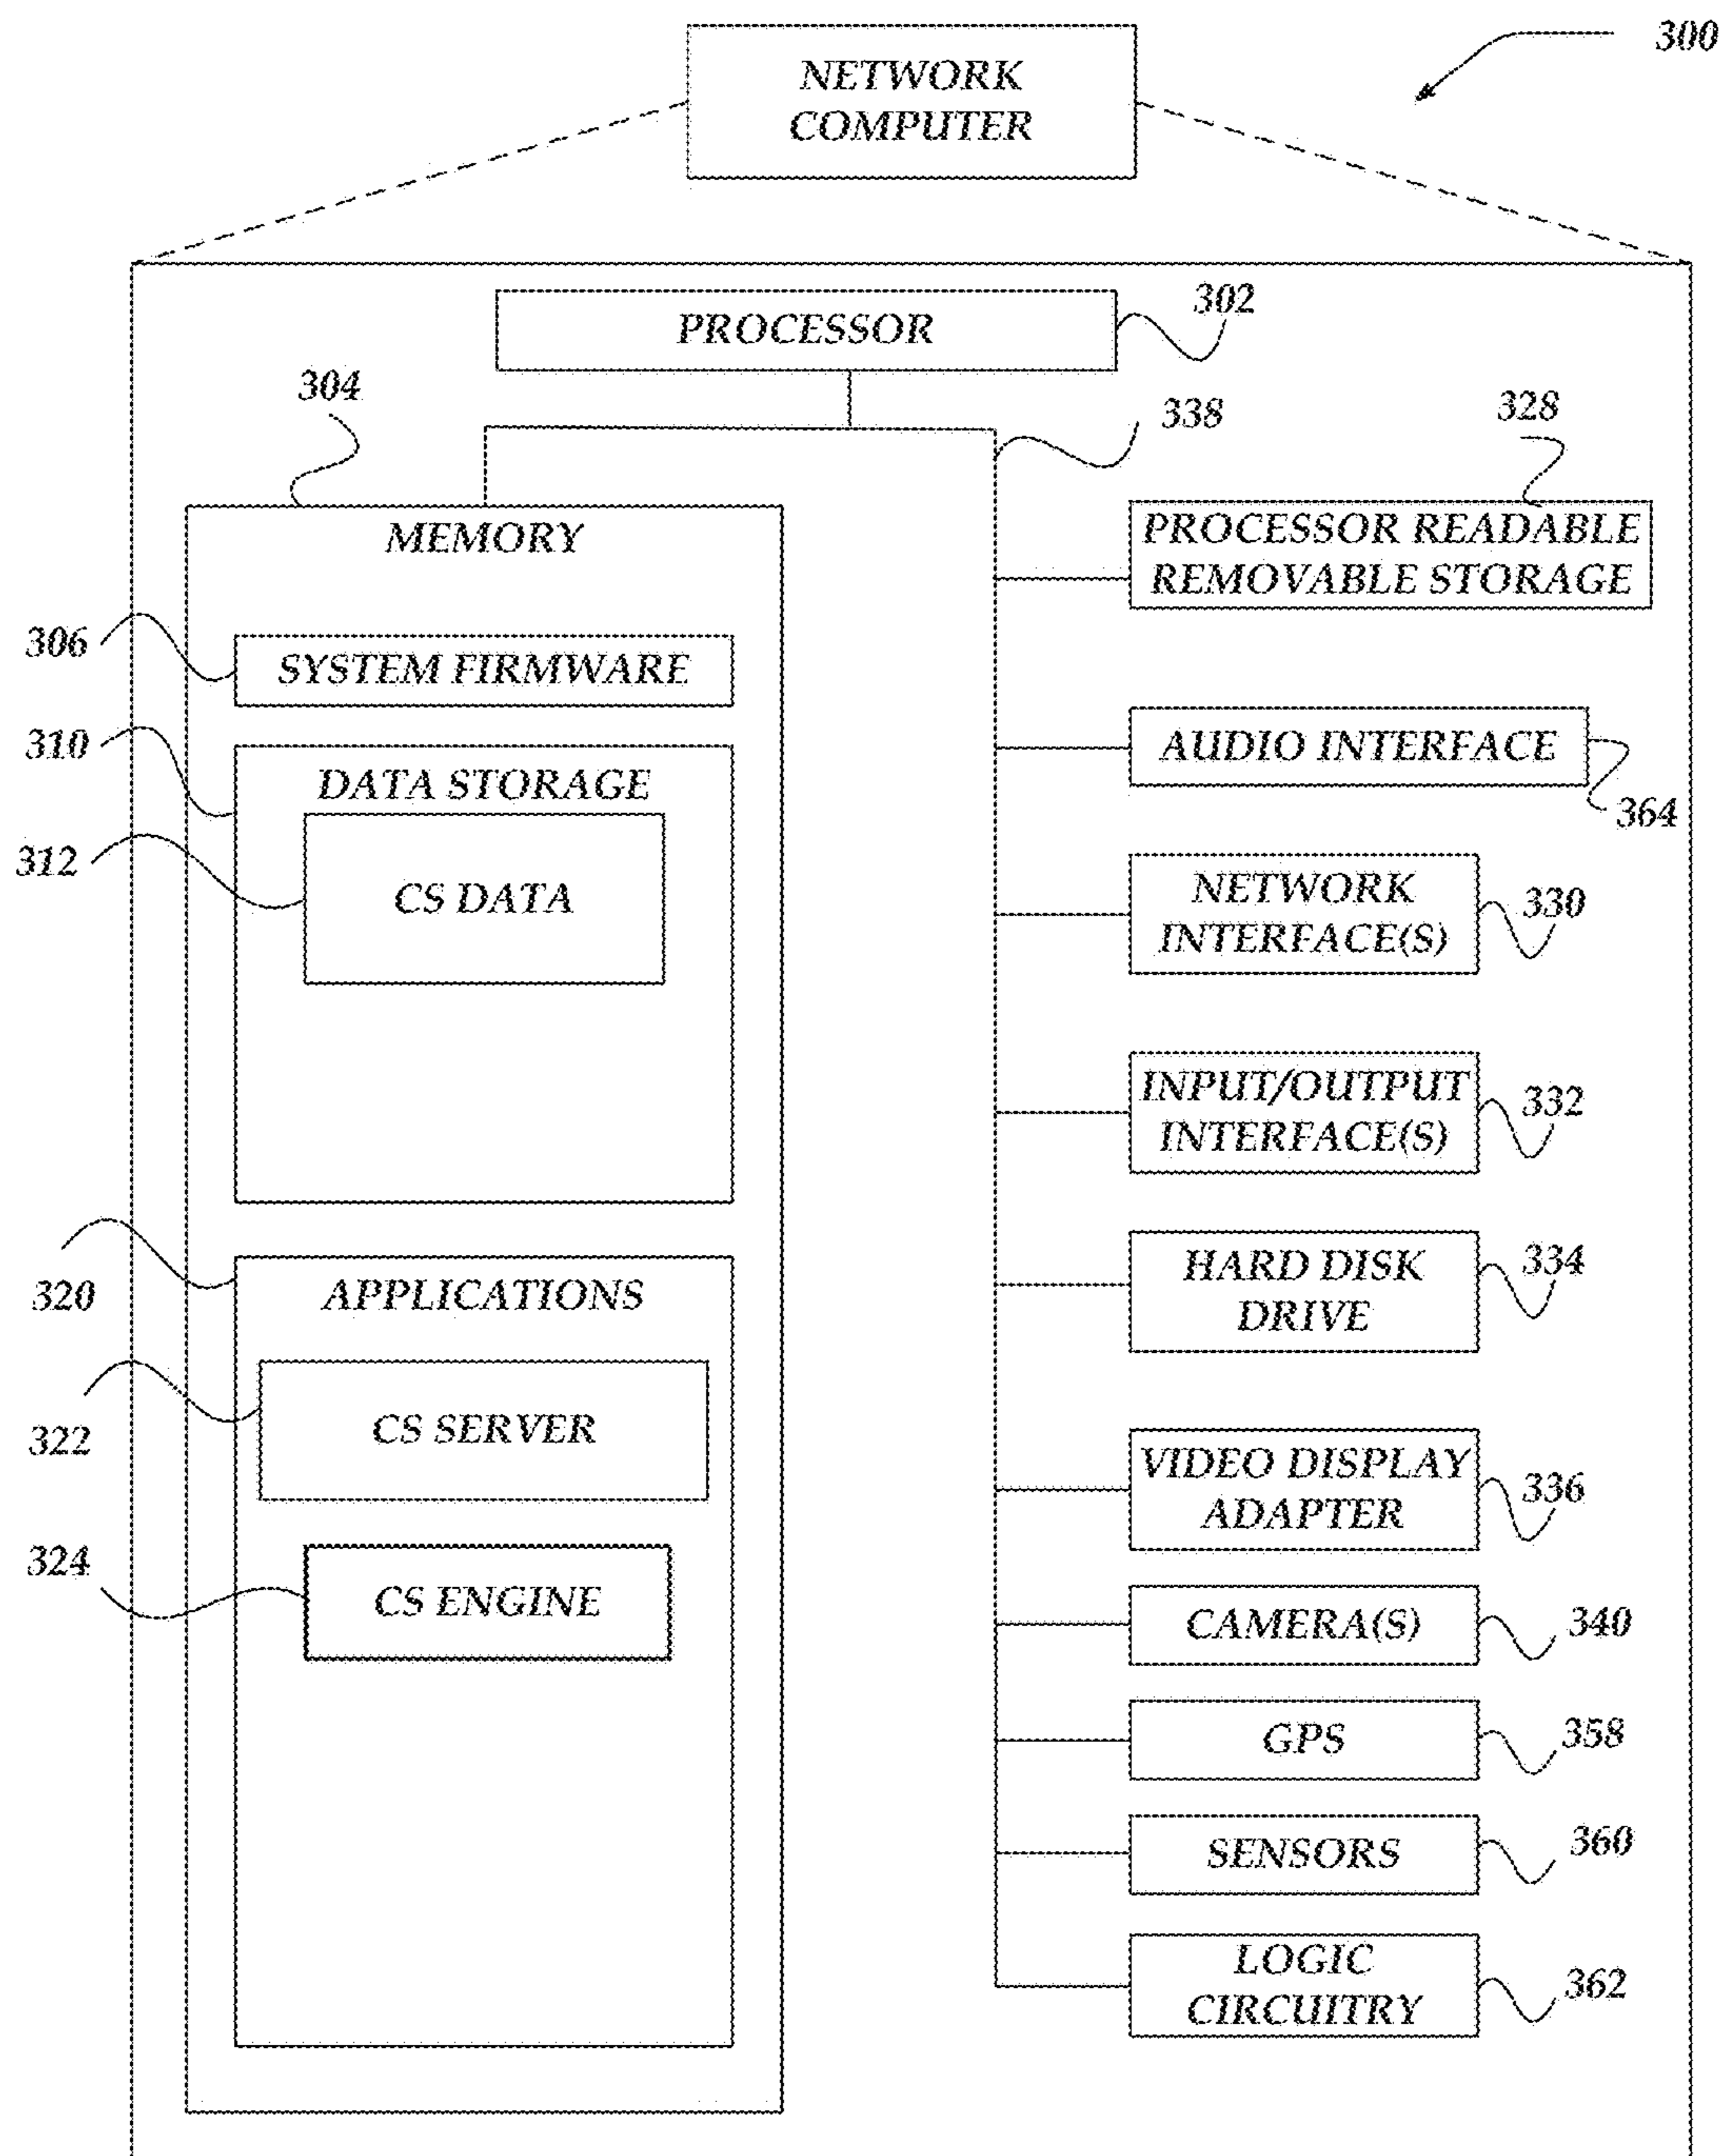 300
NETWORK
COMPUTER
PROCESSOR
302
304
338
328
MEMORY
PROCESSOR READABLE
REMOVABLE STORAGE
306
SYSTEM FIRMWARE
310
DATA STORAGE
AUDIO INTERFACE
364
312
CS DATA
NETWORK
INTERFACE(S)
330
INPUT/OUTPUT
INTERFACE(S)
332
320
APPLICATIONS
HARD DISK
DRIVE
334
322
CS SERVER
VIDEO DISPLAY
ADAPTER
336
324
CS ENGINE
CAMERA(S)
340
GPS
358
SENSORS
360
LOGIC
CIRCUITRY
362